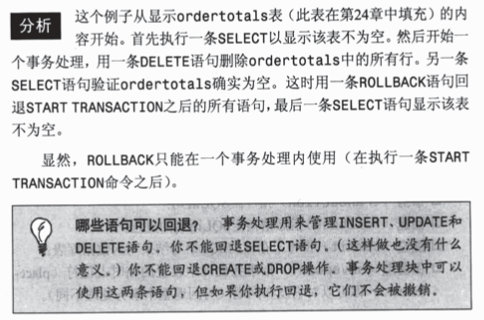 分析 这个例子从显示ordertotals表（此表在第24章中填充）的内
容开始。首先执行一条SELECT以显示该表不为空。然后开始一
个事务处理，用一条DELETE语句删除ordertotals中的所有行。另一条
SELECT语句验证ordertotals确实为空。这时用一条ROLLBACK语句回
退START TRANSACTION之后的所有语句，最后一条SELECT语句显示该表
不为空。
显然，ROLLBACK只能在一个事务处理内使用（在执行一条START
TRANSACTION命令之后）。
哪些语句可以回退？ 事务处理用来管理INSERT、UPDATE和
DELETE语句。你不能回退SELECT语句。（这样做也没有什么
意义。）你不能回退CREATE或DROP操作。事务处理块中可以
使用这两条语句，但如果你执行回退，它们不会被撤销。